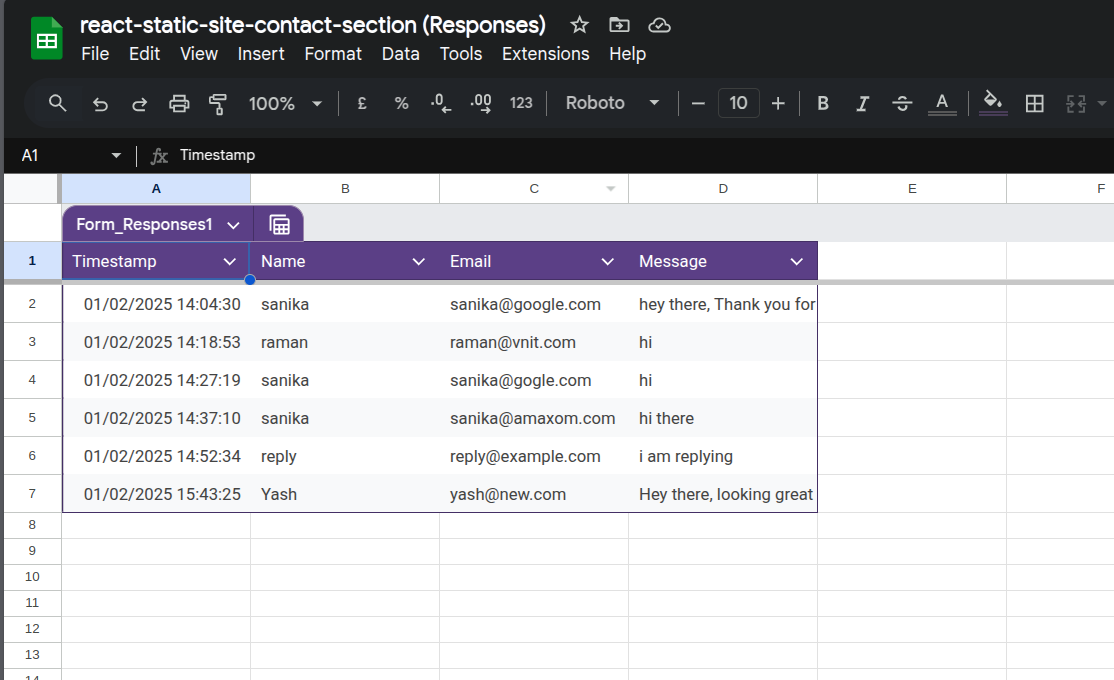 react-static-site-contact-section (Responses)
File Edit View Insert Format Data Tools Extensions Help
100% £ % .0 .00 123 Roboto 10 B I S A
A1 fx Timestamp
A B C D E F
Form_Responses1
1 Timestamp Name Email Message
2 01/02/2025 14:04:30 sanika sanika@google.com hey there, Thank you for
3 01/02/2025 14:18:53 raman raman@vnit.com hi
4 01/02/2025 14:27:19 sanika sanika@gogle.com hi
5 01/02/2025 14:37:10 sanika sanika@amaxom.com hi there
6 01/02/2025 14:52:34 reply reply@example.com i am replying
7 01/02/2025 15:43:25 Yash yash@new.com Hey there, looking great
8
9
10
11
12
13
14